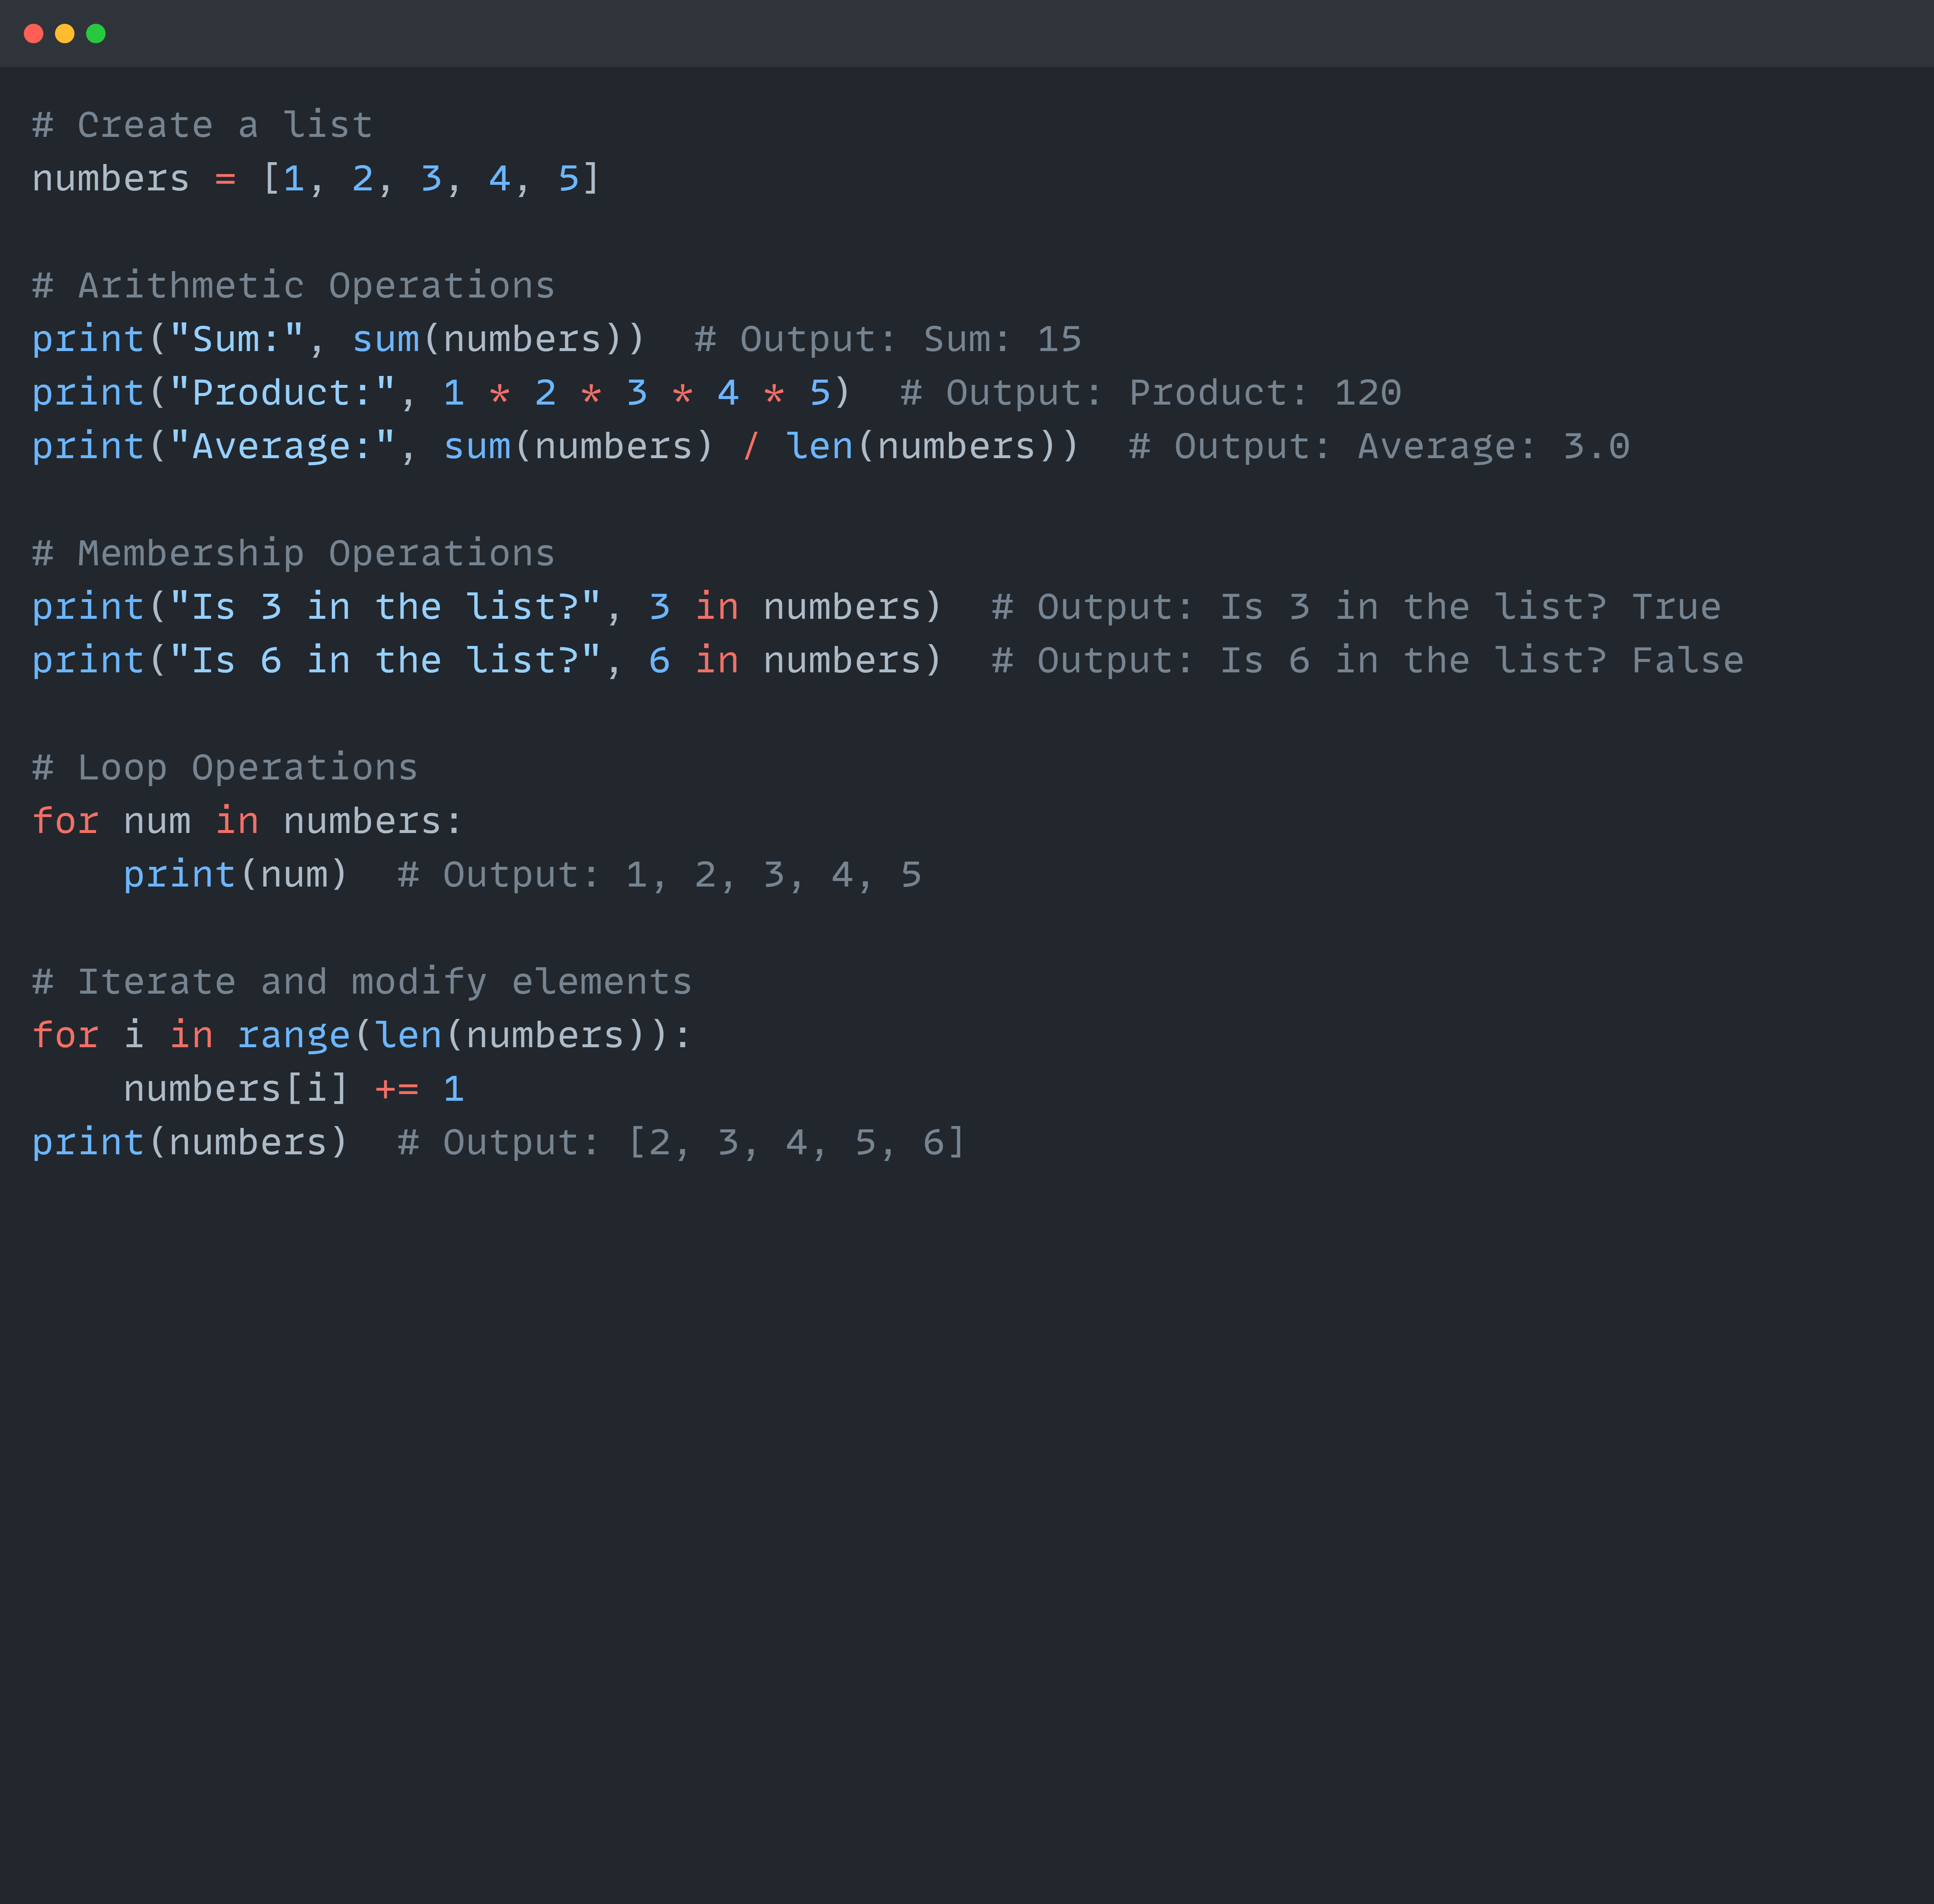 # Create a list
numbers = [1, 2, 3, 4, 5]

# Arithmetic Operations
print("Sum:", sum(numbers))  # Output: Sum: 15
print("Product:", 1 * 2 * 3 * 4 * 5)  # Output: Product: 120
print("Average:", sum(numbers) / len(numbers))  # Output: Average: 3.0

# Membership Operations
print("Is 3 in the list?", 3 in numbers)  # Output: Is 3 in the list? True
print("Is 6 in the list?", 6 in numbers)  # Output: Is 6 in the list? False

# Loop Operations
for num in numbers:
    print(num)  # Output: 1, 2, 3, 4, 5

# Iterate and modify elements
for i in range(len(numbers)):
    numbers[i] += 1
print(numbers)  # Output: [2, 3, 4, 5, 6]